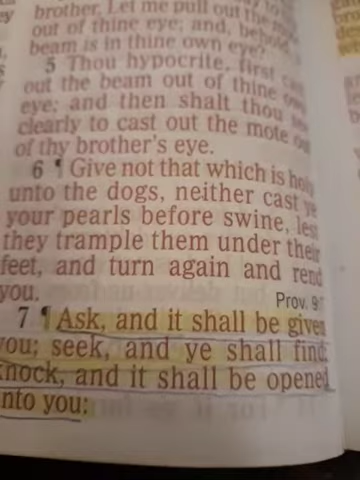 brother, Let me pull out the mote
out of thine eye; and, behold,
beam is in thine own eye?
5 Thou hypocrite, first cast
out the beam out of thine own
eye; and then shalt thou see
clearly to cast out the mote out
of thy brother's eye.
6 ¶ Give not that which is holy
unto the dogs, neither cast ye
your pearls before swine, lest
they trample them under their
feet, and turn again and rend
you.
Prov. 9:
7 ¶ Ask, and it shall be given
you; seek, and ye shall find;
knock, and it shall be opened
unto you: